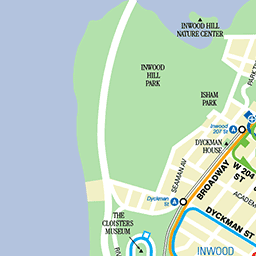 INWOOD HILL
NATURE CENTER
INWOOD
HILL
PARK
ISHAM
PARK
Inwood
207 St
A
DYCKMAN
HOUSE
SEAMAN AV
BROADWAY
W 204
Dyckman
St
A
DYCKMAN ST
THE
CLOISTERS
MUSEUM
INWOOD